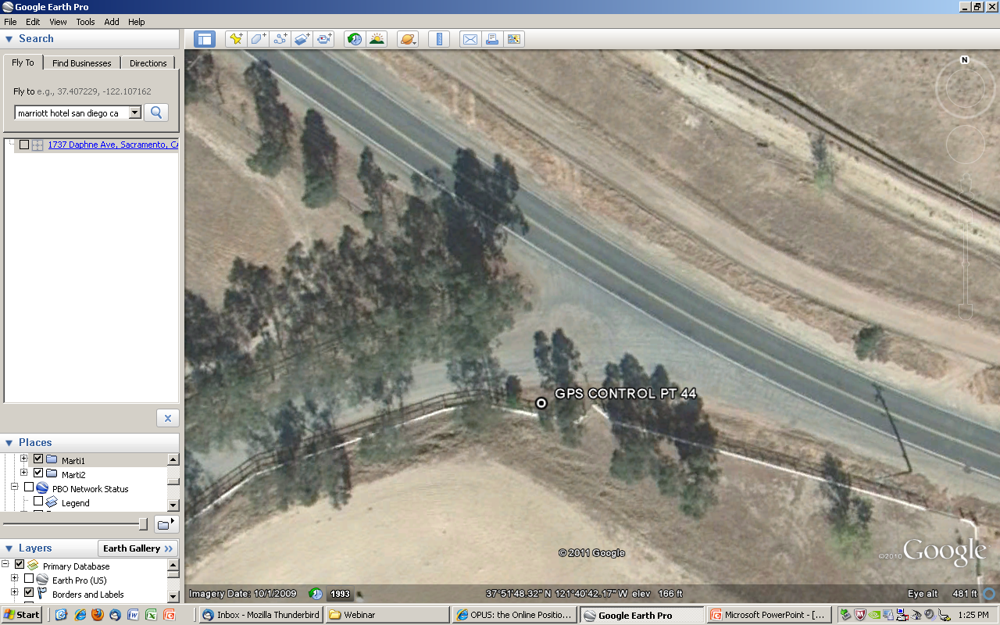 Google Earth Pro
File Edit View Tools Add Help
Search
Fly To Find Businesses Directions
Fly to e.g., 37.407229, -122.107162
marriott hotel san diego ca
1737 Daphne Ave, Sacramento, CA
N
GPS CONTROL PT 44
Places
Marti1
Marti2
PBO Network Status
Legend
Layers Earth Gallery >>
Primary Database
Earth Pro (US)
Borders and Labels
© 2011 Google
©2010 Google
Imagery Date: 10/1/2009 1993 37°51'48.32" N 121°40'42.17" W elev 166 ft Eye alt 481 ft
Start Inbox - Mozilla Thunderbird Webinar OPUS: the Online Positio... Google Earth Pro Microsoft PowerPoint - [... 1:25 PM